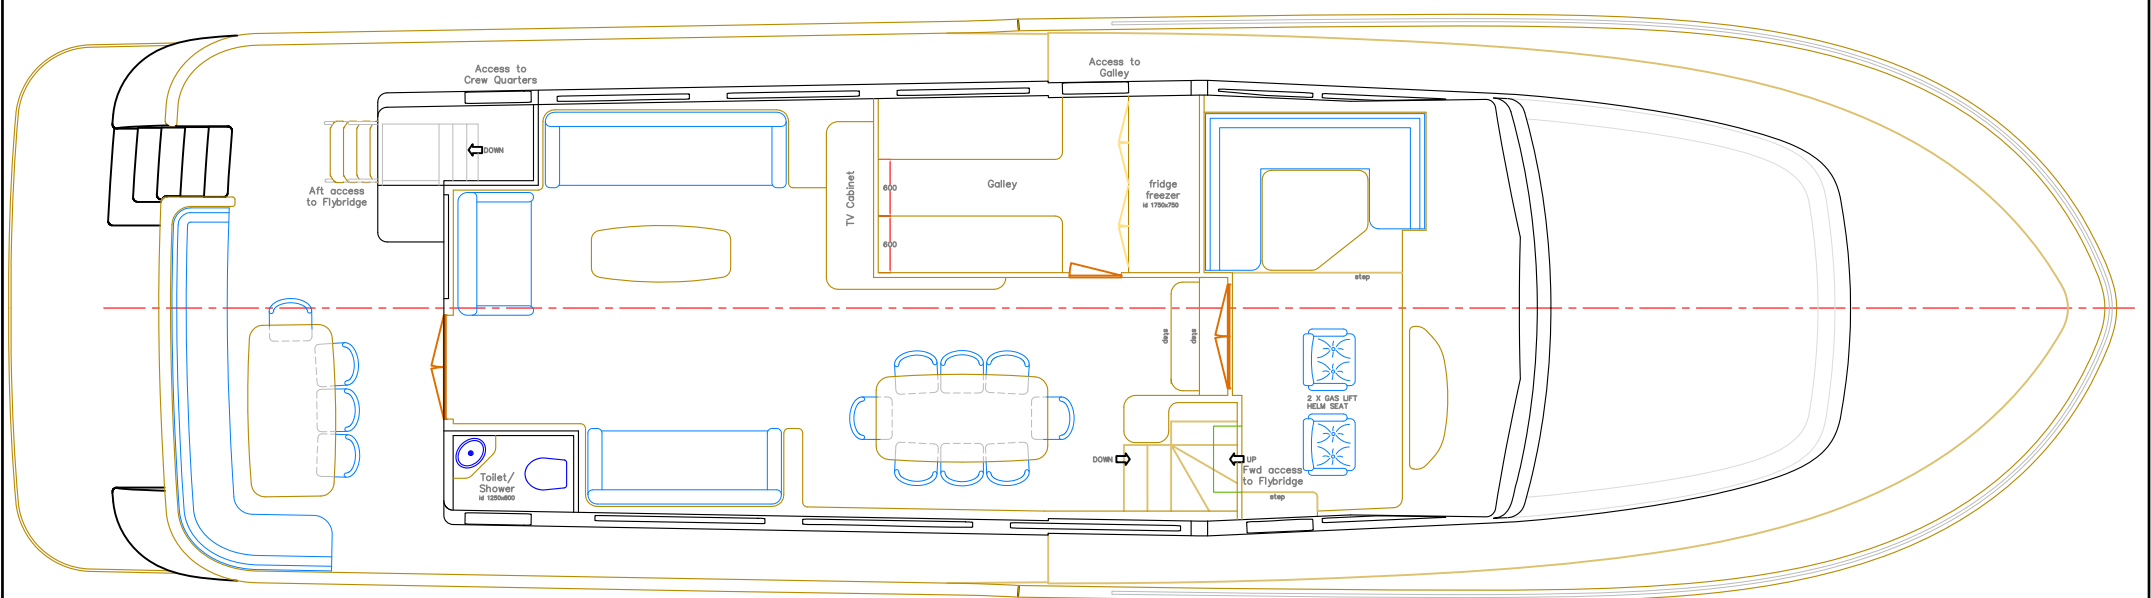 Access to
Crew Quarters
Access to
Galley
DOWN
Aft access
to Flybridge
TV Cabinet
600
600
Galley
fridge
freezer
id 1750x750
step
step
step
2 X GAS LIFT
HELM SEAT
DOWN
UP
Fwd access
to Flybridge
step
Toilet/
Shower
id 1250x800